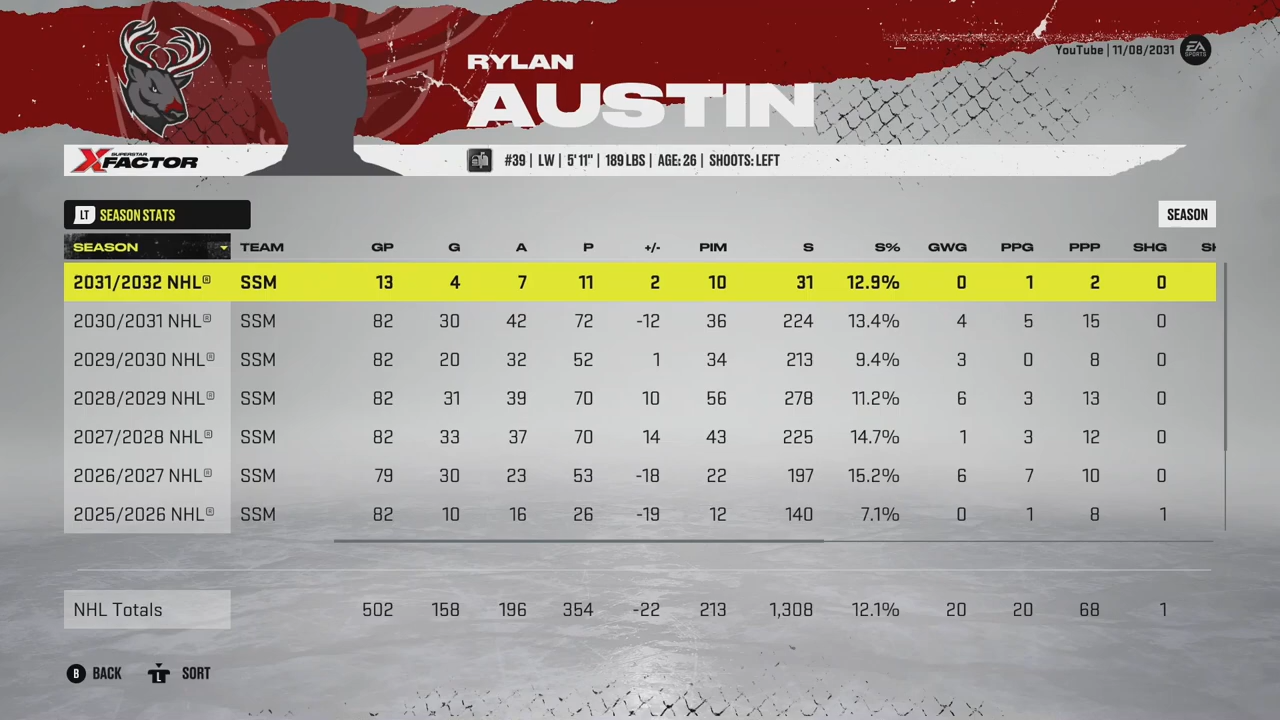 RYLAN
AUSTIN
YouTube | 11/08/2031
EA SPORTS
SUPERSTAR
X FACTOR
#39 | LW | 5'11" | 189 LBS | AGE: 26 | SHOOTS: LEFT
LT SEASON STATS
SEASON
SEASON TEAM GP G A P +/- PIM S S% GWG PPG PPP SHG
2031/2032 NHL® SSM 13 4 7 11 2 10 31 12.9% 0 1 2 0
2030/2031 NHL® SSM 82 30 42 72 -12 36 224 13.4% 4 5 15 0
2029/2030 NHL® SSM 82 20 32 52 1 34 213 9.4% 3 0 8 0
2028/2029 NHL® SSM 82 31 39 70 10 56 278 11.2% 6 3 13 0
2027/2028 NHL® SSM 82 33 37 70 14 43 225 14.7% 1 3 12 0
2026/2027 NHL® SSM 79 30 23 53 -18 22 197 15.2% 6 7 10 0
2025/2026 NHL® SSM 82 10 16 26 -19 12 140 7.1% 0 1 8 1
NHL Totals 502 158 196 354 -22 213 1,308 12.1% 20 20 68 1
B BACK L SORT